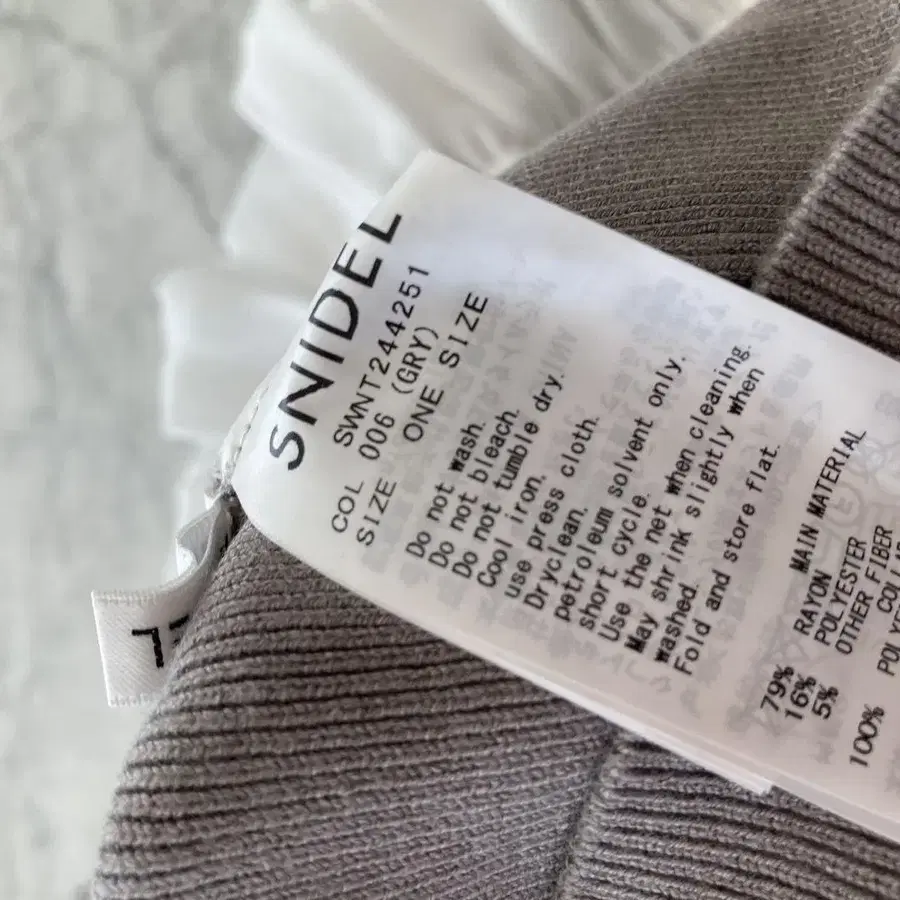 SNIDEL
SWNT244251
COL 006 (GRY)
SIZE ONE SIZE
Do not wash.
Do not bleach.
Do not tumble dry.
Cool iron.
use press cloth.
Dryclean.
petroleum solvent only.
short cycle.
Use the net when cleaning.
May shrink slightly when
washed.
Fold and store flat.
MAIN MATERIAL
79% RAYON
16% POLYESTER
5% OTHER FIBER
100%